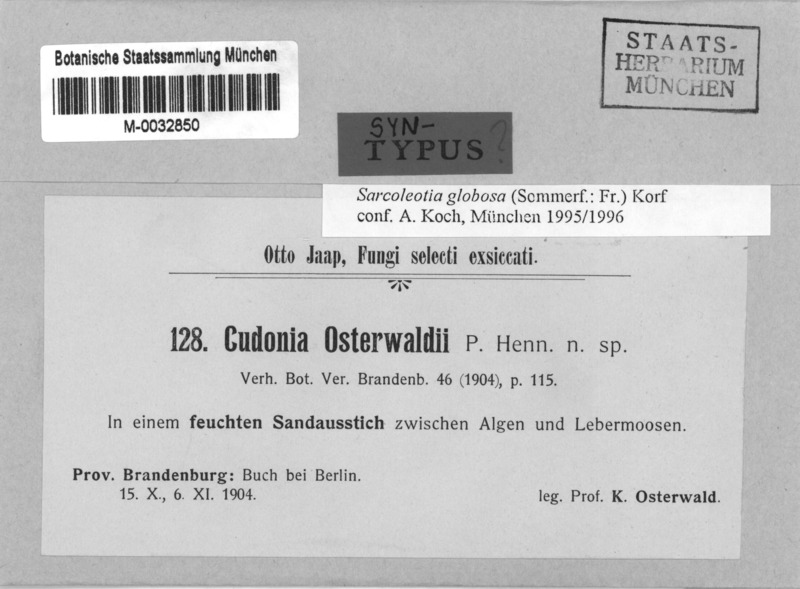 Botanische Staatssammlung München
M-0032850
STAATS-
HERBARIUM
MÜNCHEN
SYN-
TYPUS ?
Sarcoleotia globosa (Sommerf.: Fr.) Korf
conf. A. Koch, München 1995/1996
Otto Jaap, Fungi selecti exsiccati.
128. Cudonia Osterwaldii P. Henn. n. sp.
Verh. Bot. Ver. Brandenb. 46 (1904), p. 115.
In einem feuchten Sandausstich zwischen Algen und Lebermoosen.
Prov. Brandenburg: Buch bei Berlin.
15. X., 6. XI. 1904.
leg. Prof. K. Osterwald.